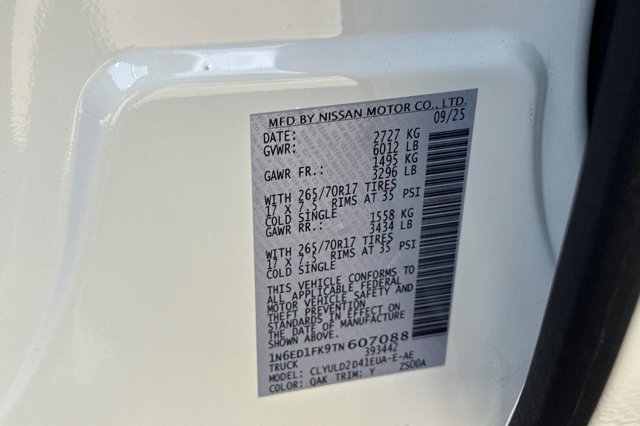 MFD BY NISSAN MOTOR CO., LTD.
DATE: 09/25
GVWR: 2727 KG
6012 LB
GAWR FR.: 1495 KG
3296 LB
WITH 265/70R17 TIRES
17 X 7.5 RIMS AT 35 PSI
COLD SINGLE
GAWR RR.: 1558 KG
3434 LB
WITH 265/70R17 TIRES
17 X 7.5 RIMS AT 35 PSI
COLD SINGLE
THIS VEHICLE CONFORMS TO
ALL APPLICABLE FEDERAL
MOTOR VEHICLE SAFETY AND
THEFT PREVENTION
STANDARDS IN EFFECT ON
THE DATE OF MANUFACTURE
SHOWN ABOVE.
1N6ED1FK9TN607088
TRUCK 393442
MODEL: CLYULD2D41EUA-E-AE
COLOR: QAK TRIM: Y ZS00A